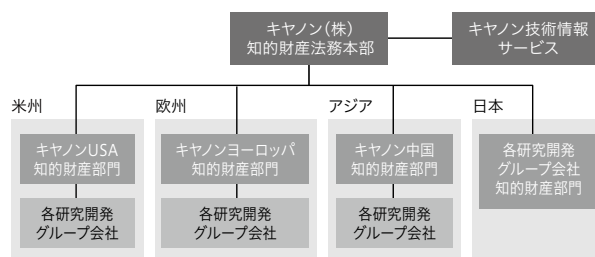 キヤノン(株)
知的財産法務本部
キヤノン技術情報
サービス
米州
欧州
アジア
日本
キヤノンUSA
知的財産部門
キヤノンヨーロッパ
知的財産部門
キヤノン中国
知的財産部門
各研究開発
グループ会社
知的財産部門
各研究開発
グループ会社
各研究開発
グループ会社
各研究開発
グループ会社